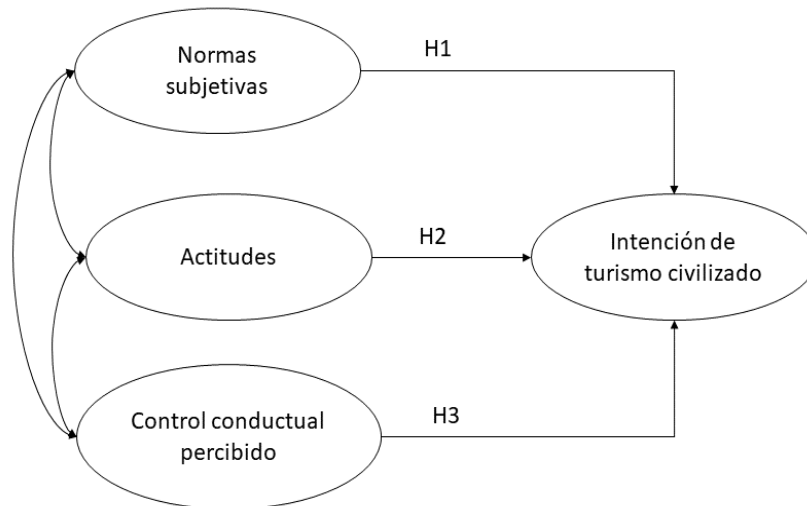 Normas
subjetivas
H1
Actitudes
H2
Intención de
turismo civilizado
Control conductual
percibido
H3